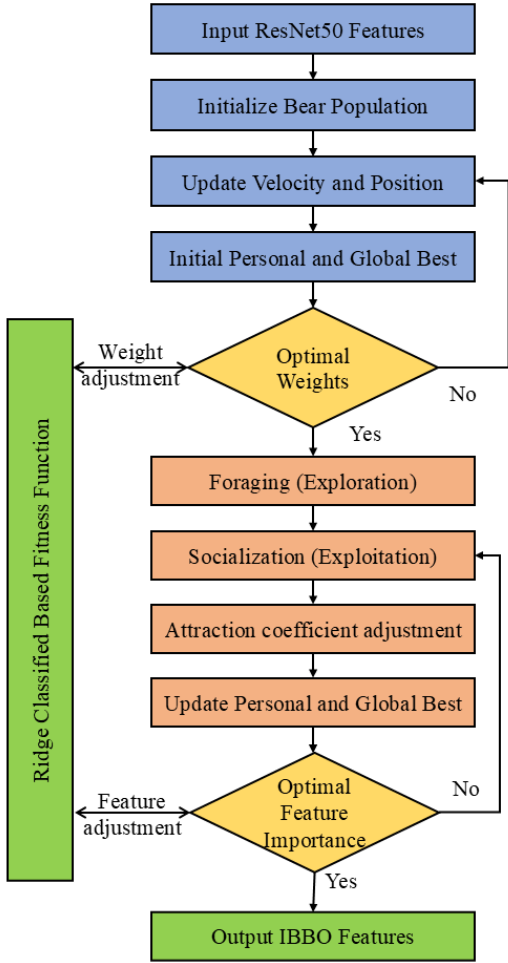 Input ResNet50 Features
Initialize Bear Population
Update Velocity and Position
Initial Personal and Global Best
Ridge Classified Based Fitness Function
Weight
adjustment
Optimal
Weights
No
Yes
Foraging (Exploration)
Socialization (Exploitation)
Attraction coefficient adjustment
Update Personal and Global Best
Feature
adjustment
Optimal
Feature
Importance
No
Yes
Output IBBO Features